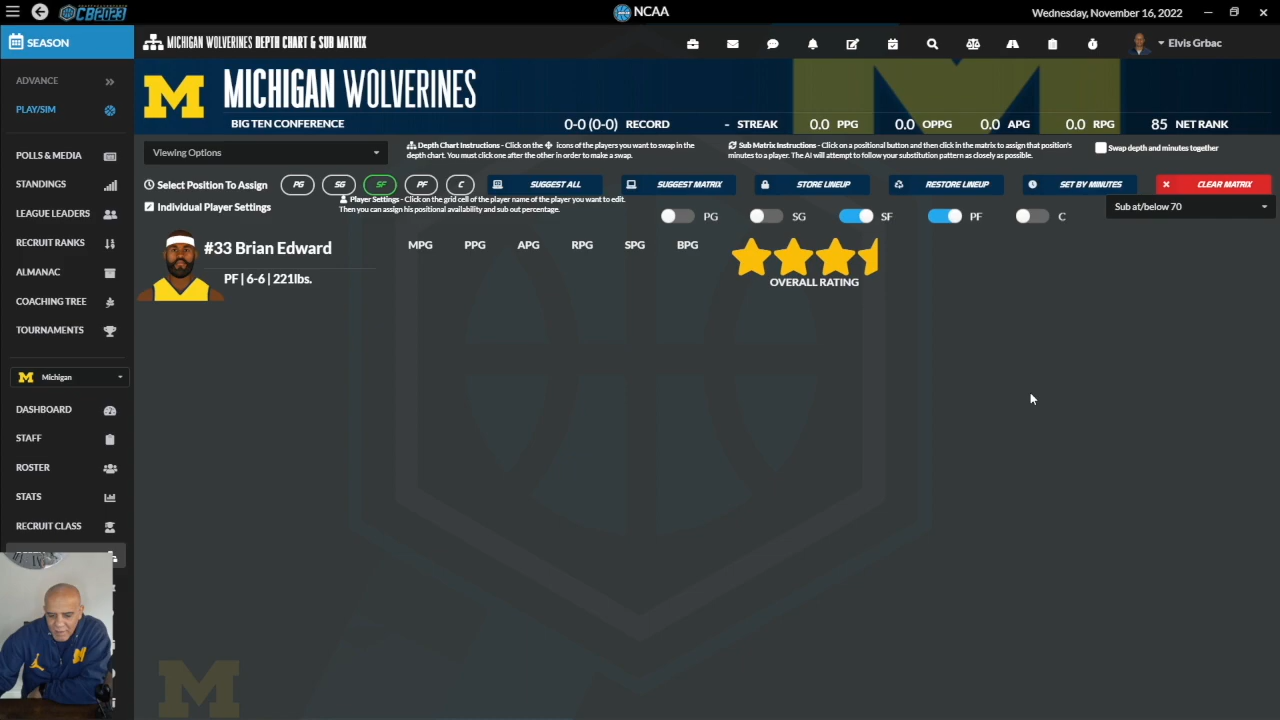 CB2023
NCAA
Wednesday, November 16, 2022
SEASON
MICHIGAN WOLVERINES DEPTH CHART & SUB MATRIX
Elvis Grbac
ADVANCE
PLAY/SIM
MICHIGAN WOLVERINES
BIG TEN CONFERENCE
0-0 (0-0) RECORD
- STREAK
0.0 PPG
0.0 OPPG
0.0 APG
0.0 RPG
85 NET RANK
POLLS & MEDIA
STANDINGS
LEAGUE LEADERS
RECRUIT RANKS
ALMANAC
COACHING TREE
TOURNAMENTS
Michigan
DASHBOARD
STAFF
ROSTER
STATS
RECRUIT CLASS
Viewing Options
Depth Chart Instructions - Click on the icons of the players you want to swap in the
depth chart. You must click one after the other in order to make a swap.
Sub Matrix Instructions - Click on a positional button and then click in the matrix to assign that position's
minutes to a player. The AI will attempt to follow your substitution pattern as closely as possible.
Swap depth and minutes together
Select Position To Assign
PG
SG
SF
PF
C
SUGGEST ALL
SUGGEST MATRIX
STORE LINEUP
RESTORE LINEUP
SET BY MINUTES
CLEAR MATRIX
Individual Player Settings
Player Settings - Click on the grid cell of the player name of the player you want to edit.
Then you can assign his positional availability and sub out percentage.
PG
SG
SF
PF
C
Sub at/below 70
#33 Brian Edward
PF | 6-6 | 221lbs.
MPG
PPG
APG
RPG
SPG
BPG
OVERALL RATING